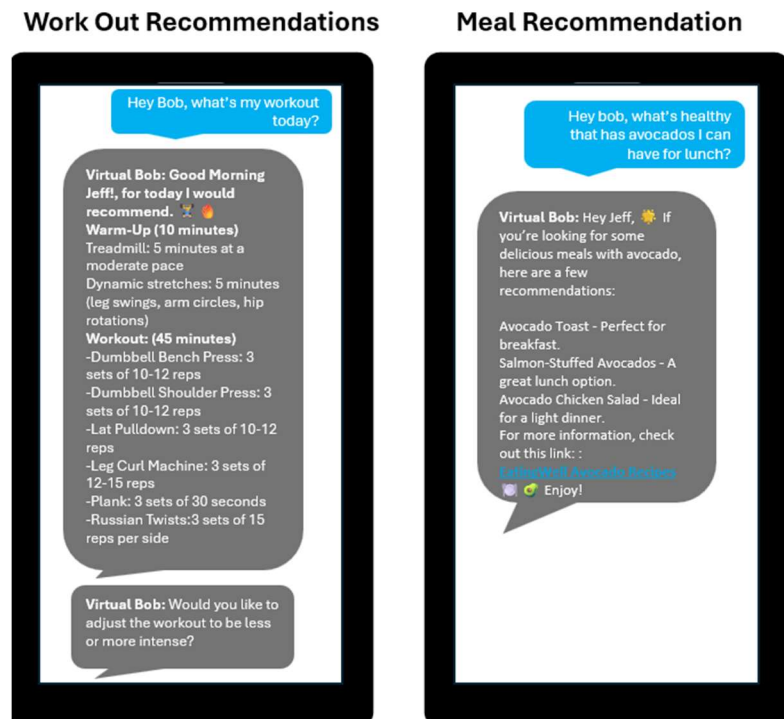 Work Out Recommendations
Hey Bob, what's my workout
today?
Virtual Bob: Good Morning
Jeff!, for today I would
recommend. 🏋️ 🔥
Warm-Up (10 minutes)
Treadmill: 5 minutes at a
moderate pace
Dynamic stretches: 5 minutes
(leg swings, arm circles, hip
rotations)
Workout: (45 minutes)
-Dumbbell Bench Press: 3
sets of 10-12 reps
-Dumbbell Shoulder Press: 3
sets of 10-12 reps
-Lat Pulldown: 3 sets of 10-12
reps
-Leg Curl Machine: 3 sets of
12-15 reps
-Plank: 3 sets of 30 seconds
-Russian Twists:3 sets of 15
reps per side
Virtual Bob: Would you like to
adjust the workout to be less
or more intense?
Meal Recommendation
Hey bob, what's healthy
that has avocados I can
have for lunch?
Virtual Bob: Hey Jeff, 🌟 If
you're looking for some
delicious meals with avocado,
here are a few
recommendations:
Avocado Toast - Perfect for
breakfast.
Salmon-Stuffed Avocados - A
great lunch option.
Avocado Chicken Salad - Ideal
for a light dinner.
For more information, check
out this link: :
EatingWell Avocado Recipes
🍽️ 🥑 Enjoy!